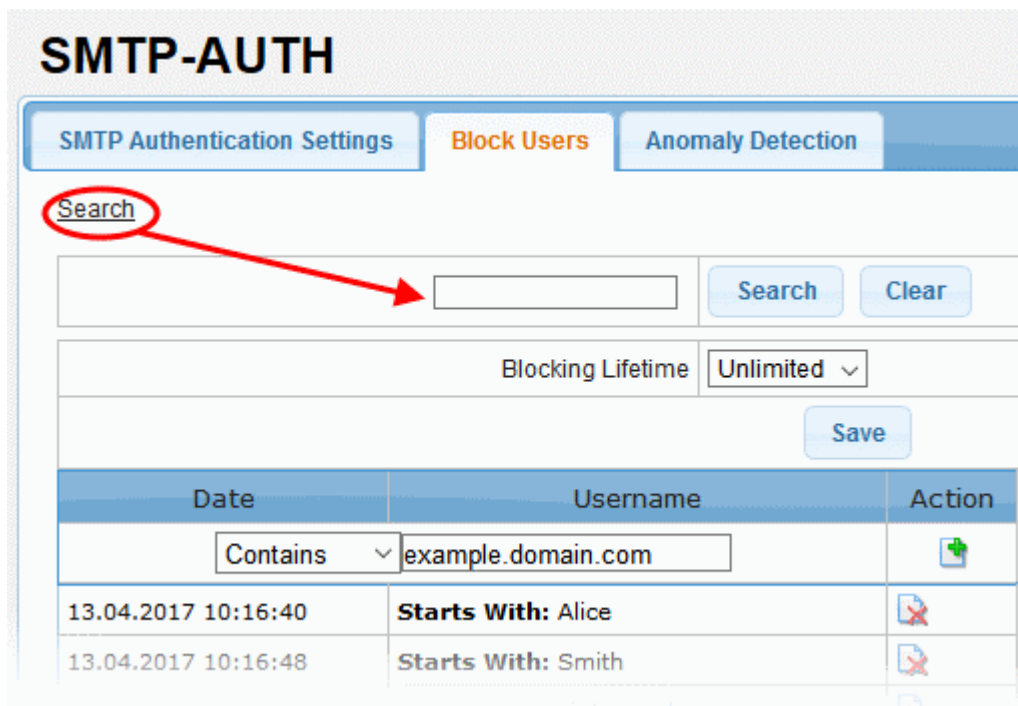 SMTP-AUTH
SMTP Authentication Settings Block Users Anomaly Detection
Search
Search Clear
Blocking Lifetime Unlimited
Save
Date Username Action
Contains example.domain.com
13.04.2017 10:16:40 Starts With: Alice
13.04.2017 10:16:48 Starts With: Smith